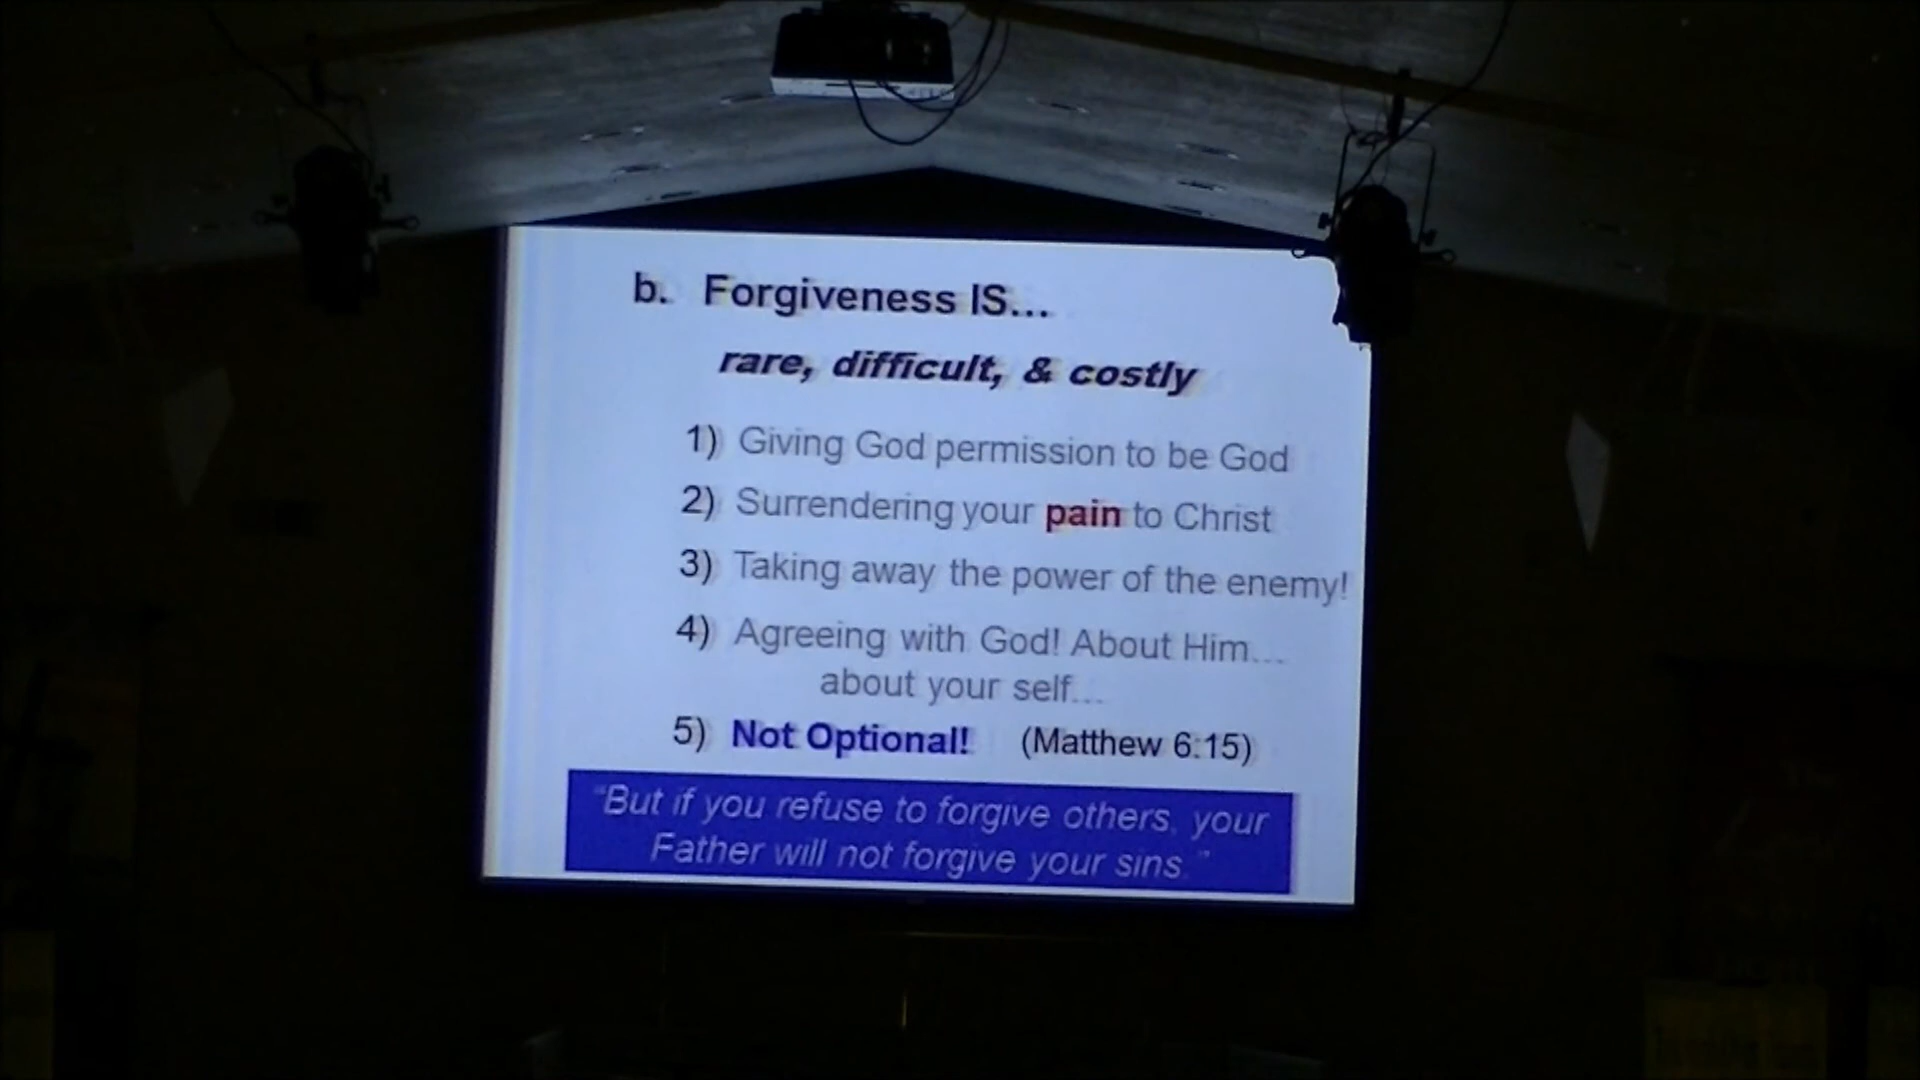 b. Forgiveness IS...
rare, difficult, & costly
1) Giving God permission to be God
2) Surrendering your pain to Christ
3) Taking away the power of the enemy!
4) Agreeing with God! About Him...
about your self...
5) Not Optional! (Matthew 6:15)
"But if you refuse to forgive others, your
Father will not forgive your sins."